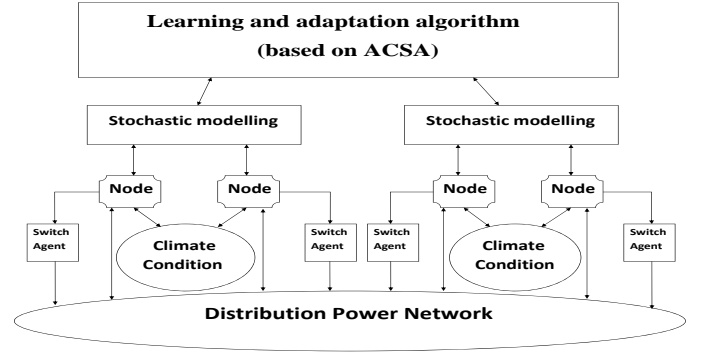 Learning and adaptation algorithm
(based on ACSA)
Stochastic modelling
Stochastic modelling
Node
Node
Node
Node
Switch
Agent
Climate
Condition
Switch
Agent
Switch
Agent
Climate
Condition
Switch
Agent
Distribution Power Network